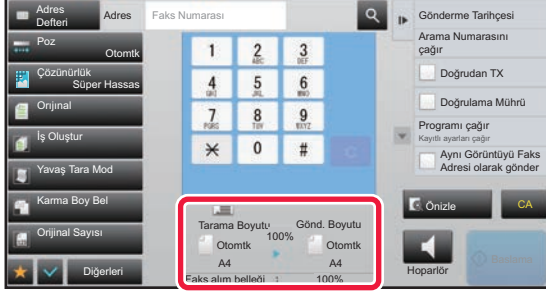 Adres
Defteri
Adres
Faks Numarası
Poz
Otomtk
Çözünürlük
Süper Hassas
Orijinal
İş Oluştur
Yavaş Tara Mod
Karma Boy Bel
Orijinal Sayısı
Diğerleri
1
2
ABC
3
DEF
4
GHI
5
JKL
6
MNO
7
PQRS
8
TUV
9
WXYZ
0
#
C
Tarama Boyutu
Gönd. Boyutu
100%
Otomtk
Otomtk
A4
A4
Faks alım belleği : 100%
Gönderme Tarihçesi
Arama Numarasını
çağır
Doğrudan TX
Doğrulama Mührü
Programı çağır
Kayıtlı ayarları çağır
Aynı Görüntüyü Faks
Adresi olarak gönder
Önizle
CA
Hoparlör